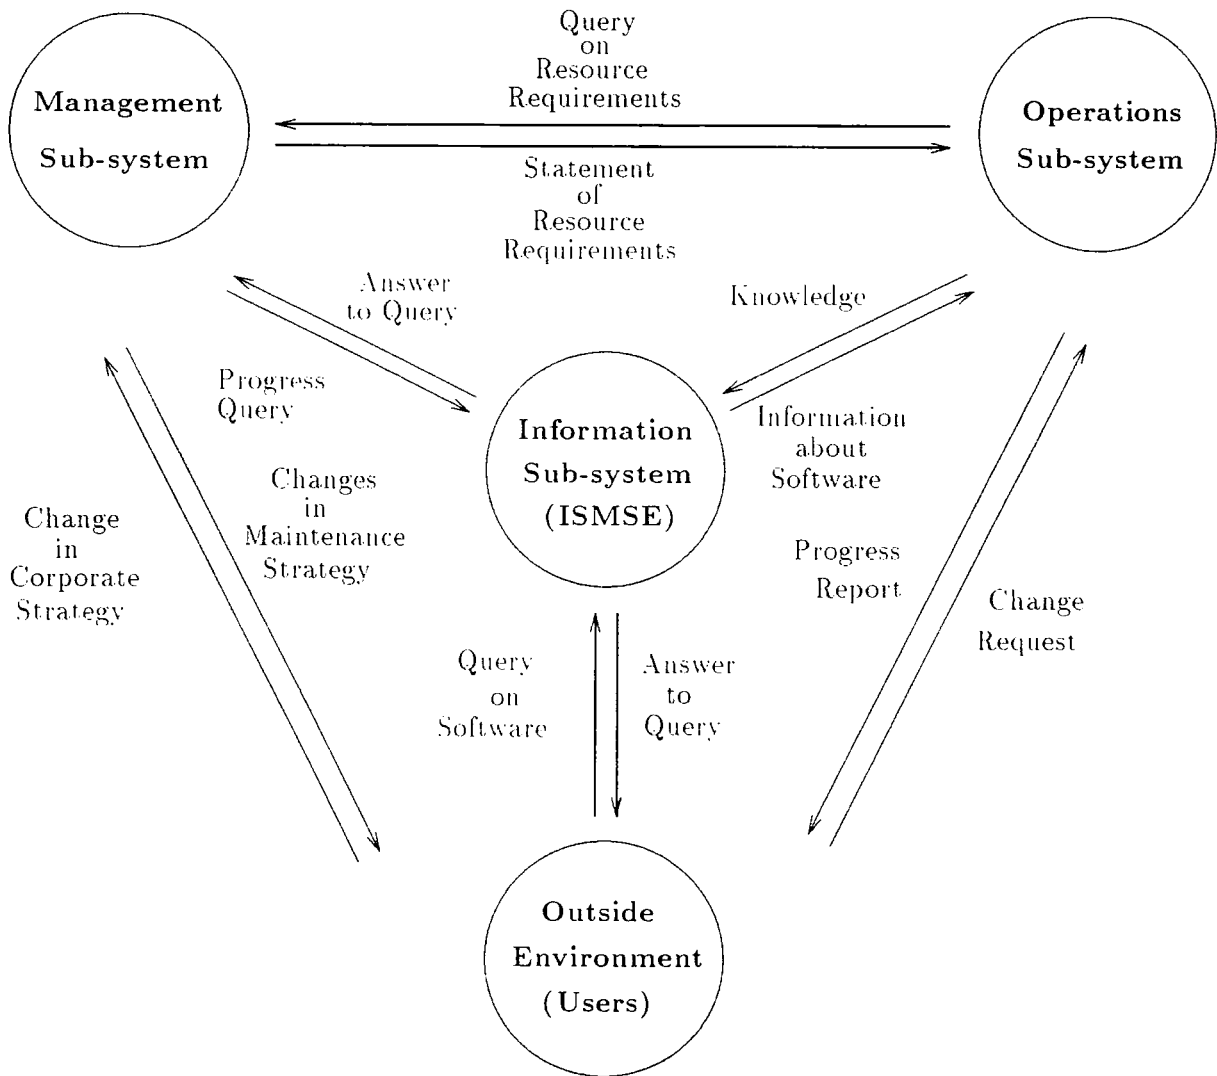 Query
on
Resource
Requirements
Management
Sub-system
Operations
Sub-system
Statement
of
Resource
Requirements
Answer
to Query
Knowledge
Progress
Query
Information
Sub-system
(ISMSE)
Information
about
Software
Changes
in
Maintenance
Strategy
Change
in
Corporate
Strategy
Progress
Report
Change
Request
Query
on
Software
Answer
to
Query
Outside
Environment
(Users)